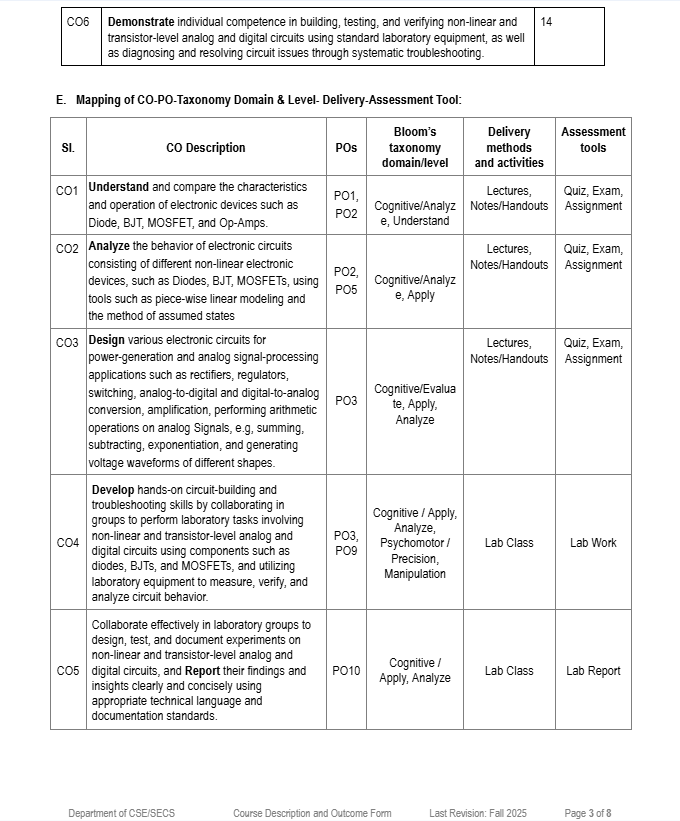 CO6
Demonstrate individual competence in building, testing, and verifying non-linear and
transistor-level analog and digital circuits using standard laboratory equipment, as well
as diagnosing and resolving circuit issues through systematic troubleshooting.
14
E. Mapping of CO-PO-Taxonomy Domain & Level- Delivery-Assessment Tool:
Sl.
CO Description
POs
Bloom's
taxonomy
domain/level
Delivery
methods
and activities
Assessment
tools
CO1
Understand and compare the characteristics
and operation of electronic devices such as
Diode, BJT, MOSFET, and Op-Amps.
PO1,
PO2
Cognitive/Analyz
e, Understand
Lectures,
Notes/Handouts
Quiz, Exam,
Assignment
CO2
Analyze the behavior of electronic circuits
consisting of different non-linear electronic
devices, such as Diodes, BJT, MOSFETs, using
tools such as piece-wise linear modeling and
the method of assumed states
PO2,
PO5
Cognitive/Analyz
e, Apply
Lectures,
Notes/Handouts
Quiz, Exam,
Assignment
CO3
Design various electronic circuits for
power-generation and analog signal-processing
applications such as rectifiers, regulators,
switching, analog-to-digital and digital-to-analog
conversion, amplification, performing arithmetic
operations on analog Signals, e.g, summing,
subtracting, exponentiation, and generating
voltage waveforms of different shapes.
PO3
Cognitive/Evalua
te, Apply,
Analyze
Lectures,
Notes/Handouts
Quiz, Exam,
Assignment
CO4
Develop hands-on circuit-building and
troubleshooting skills by collaborating in
groups to perform laboratory tasks involving
non-linear and transistor-level analog and
digital circuits using components such as
diodes, BJTs, and MOSFETs, and utilizing
laboratory equipment to measure, verify, and
analyze circuit behavior.
PO3,
PO9
Cognitive / Apply,
Analyze,
Psychomotor /
Precision,
Manipulation
Lab Class
Lab Work
CO5
Collaborate effectively in laboratory groups to
design, test, and document experiments on
non-linear and transistor-level analog and
digital circuits, and Report their findings and
insights clearly and concisely using
appropriate technical language and
documentation standards.
PO10
Cognitive /
Apply, Analyze
Lab Class
Lab Report
Department of CSE/SECS
Course Description and Outcome Form
Last Revision: Fall 2025
Page 3 of 8